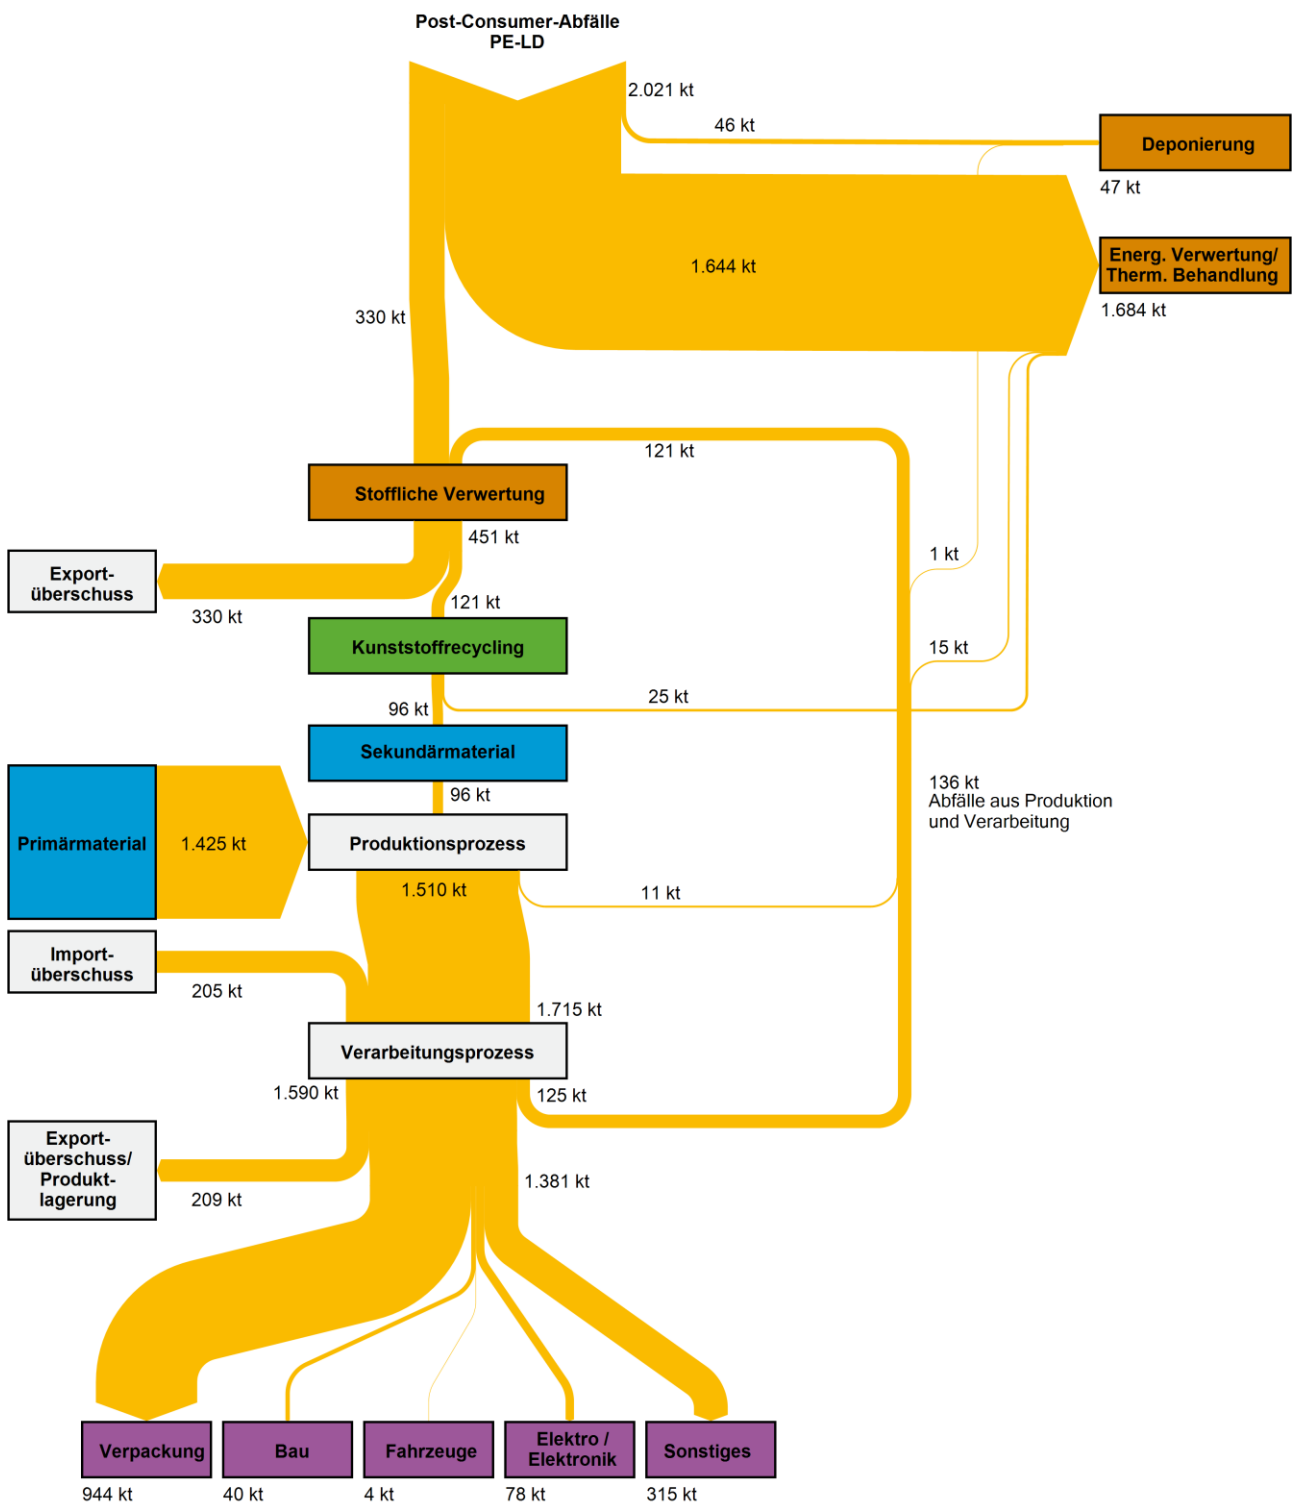 Post-Consumer-Abfälle
PE-LD
2.021 kt
46 kt
Deponierung
47 kt
1.644 kt
Energ. Verwertung/
Therm. Behandlung
1.684 kt
330 kt
121 kt
Stoffliche Verwertung
451 kt
Export-
überschuss
330 kt
121 kt
1 kt
Kunststoffrecycling
15 kt
25 kt
96 kt
Sekundärmaterial
96 kt
136 kt
Abfälle aus Produktion
und Verarbeitung
Primärmaterial
1.425 kt
Produktionsprozess
1.510 kt
11 kt
Import-
überschuss
205 kt
1.715 kt
Verarbeitungsprozess
1.590 kt
125 kt
Export-
überschuss/
Produkt-
lagerung
209 kt
1.381 kt
Verpackung
Bau
Fahrzeuge
Elektro /
Elektronik
Sonstiges
944 kt
40 kt
4 kt
78 kt
315 kt